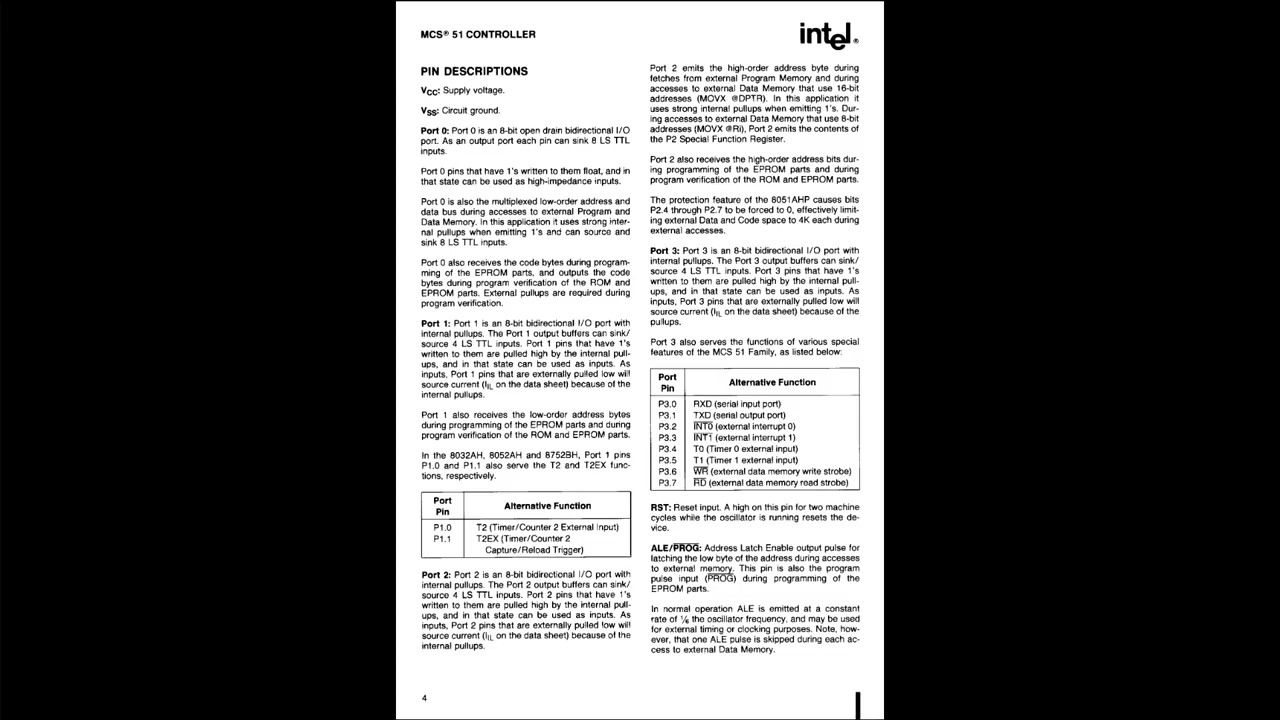 MCS® 51 CONTROLLER
intel®
PIN DESCRIPTIONS
VCC: Supply voltage.
VSS: Circuit ground.
Port 0: Port 0 is an 8-bit open drain bidirectional I/O
port. As an output port each pin can sink 8 LS TTL
inputs.
Port 0 pins that have 1's written to them float, and in
that state can be used as high-impedance inputs.
Port 0 is also the multiplexed low-order address and
data bus during accesses to external Program and
Data Memory. In this application it uses strong inter-
nal pullups when emitting 1's and can source and
sink 8 LS TTL inputs.
Port 0 also receives the code bytes during program-
ming of the EPROM parts, and outputs the code
bytes during program verification of the ROM and
EPROM parts. External pullups are required during
program verification.
Port 1: Port 1 is an 8-bit bidirectional I/O port with
internal pullups. The Port 1 output buffers can sink/
source 4 LS TTL inputs. Port 1 pins that have 1's
written to them are pulled high by the internal pull-
ups, and in that state can be used as inputs. As
inputs, Port 1 pins that are externally pulled low will
source current (IIL on the data sheet) because of the
internal pullups.
Port 1 also receives the low-order address bytes
during programming of the EPROM parts and during
program verification of the ROM and EPROM parts.
In the 8032AH, 8052AH and 8752BH, Port 1 pins
P1.0 and P1.1 also serve the T2 and T2EX func-
tions, respectively.
Port Pin Alternative Function
P1.0 T2 (Timer/Counter 2 External Input)
P1.1 T2EX (Timer/Counter 2
Capture/Reload Trigger)
Port 2: Port 2 is an 8-bit bidirectional I/O port with
internal pullups. The Port 2 output buffers can sink/
source 4 LS TTL inputs. Port 2 pins that have 1's
written to them are pulled high by the internal pull-
ups, and in that state can be used as inputs. As
inputs, Port 2 pins that are externally pulled low will
source current (IIL on the data sheet) because of the
internal pullups.
Port 2 emits the high-order address byte during
fetches from external Program Memory and during
accesses to external Data Memory that use 16-bit
addresses (MOVX @DPTR). In this application it
uses strong internal pullups when emitting 1's. Dur-
ing accesses to external Data Memory that use 8-bit
addresses (MOVX @Ri), Port 2 emits the contents of
the P2 Special Function Register.
Port 2 also receives the high-order address bits dur-
ing programming of the EPROM parts and during
program verification of the ROM and EPROM parts.
The protection feature of the 8051AHP causes bits
P2.4 through P2.7 to be forced to 0, effectively limit-
ing external Data and Code space to 4K each during
external accesses.
Port 3: Port 3 is an 8-bit bidirectional I/O port with
internal pullups. The Port 3 output buffers can sink/
source 4 LS TTL inputs. Port 3 pins that have 1's
written to them are pulled high by the internal pull-
ups, and in that state can be used as inputs. As
inputs, Port 3 pins that are externally pulled low will
source current (IIL on the data sheet) because of the
pullups.
Port 3 also serves the functions of various special
features of the MCS 51 Family, as listed below:
Port Pin Alternative Function
P3.0 RXD (serial input port)
P3.1 TXD (serial output port)
P3.2 I̅N̅T̅0̅ (external interrupt 0)
P3.3 I̅N̅T̅1̅ (external interrupt 1)
P3.4 T0 (Timer 0 external input)
P3.5 T1 (Timer 1 external input)
P3.6 W̅R̅ (external data memory write strobe)
P3.7 R̅D̅ (external data memory read strobe)
RST: Reset input. A high on this pin for two machine
cycles while the oscillator is running resets the de-
vice.
ALE/P̅R̅O̅G̅: Address Latch Enable output pulse for
latching the low byte of the address during accesses
to external memory. This pin is also the program
pulse input (P̅R̅O̅G̅) during programming of the
EPROM parts.
In normal operation ALE is emitted at a constant
rate of 1/6 the oscillator frequency, and may be used
for external timing or clocking purposes. Note, how-
ever, that one ALE pulse is skipped during each ac-
cess to external Data Memory.
4